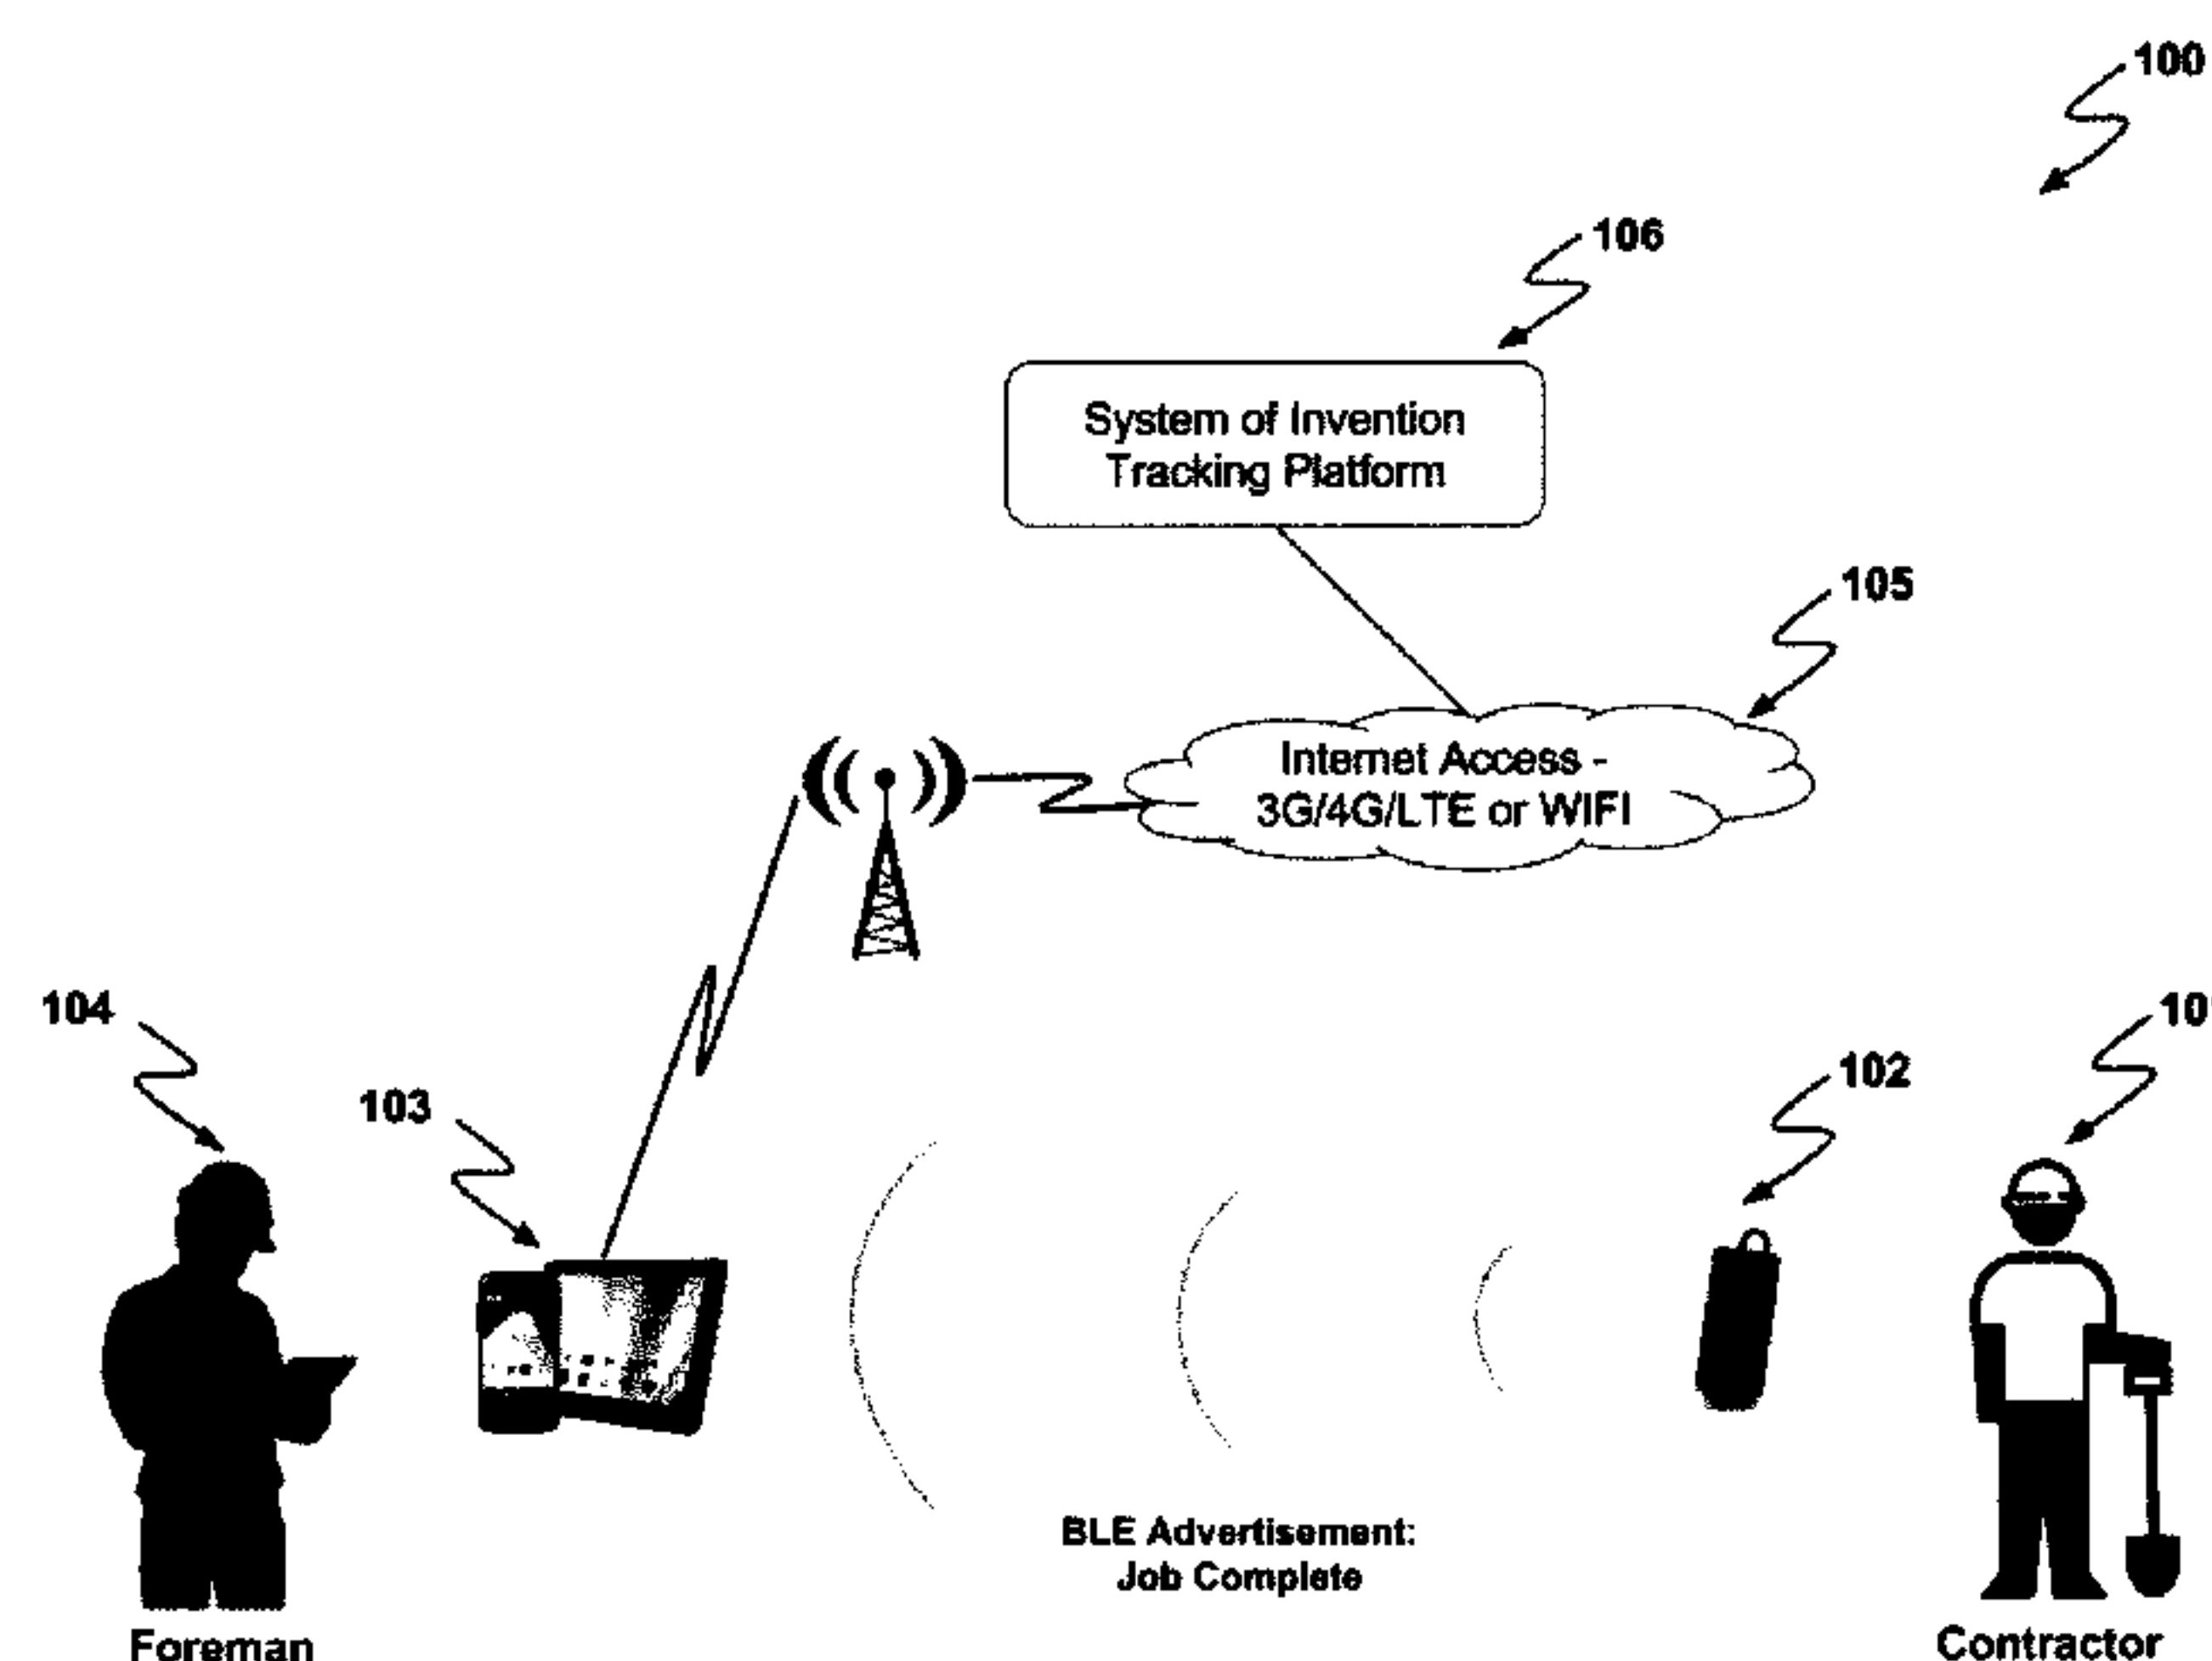 100
106
System of Invention
Tracking Platform
105
Internet Access -
3G/4G/LTE or WIFI
104
10
103
102
BLE Advertisement:
Job Complete
Foreman
Contractor